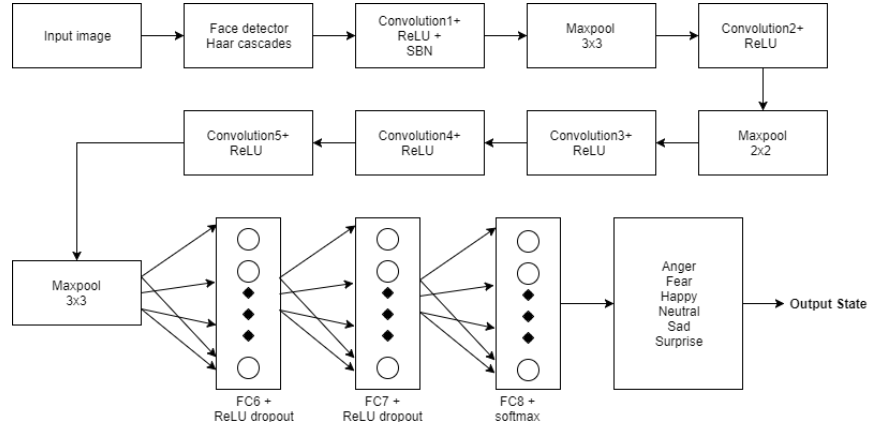 Input image
Face detector
Haar cascades
Convolution1+
ReLU +
SBN
Maxpool
3x3
Convolution2+
ReLU
Maxpool
2x2
Convolution3+
ReLU
Convolution4+
ReLU
Convolution5+
ReLU
Maxpool
3x3
FC6 +
ReLU dropout
FC7 +
ReLU dropout
FC8 +
softmax
Anger
Fear
Happy
Neutral
Sad
Surprise
Output State